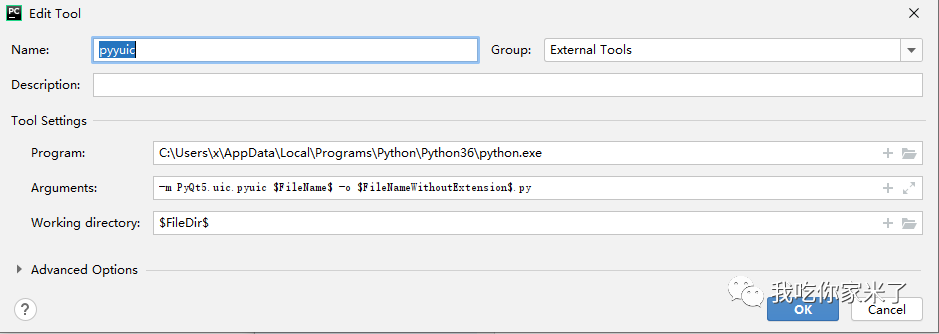 PC Edit Tool
Name: pyyuic Group: External Tools
Description:
Tool Settings
Program: C:\Users\x\AppData\Local\Programs\Python\Python36\python.exe
Arguments: -m PyQt5.uic.pyuic $FileName$ -o $FileNameWithoutExtension$.py
Working directory: $FileDir$
Advanced Options
我吃你家米了
? OK Cancel